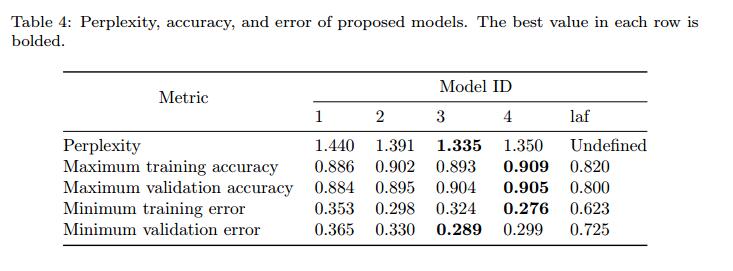 Table 4: Perplexity, accuracy, and error of proposed models. The best value in each row is
bolded.
Metric Model ID
1 2 3 4 laf
Perplexity 1.440 1.391 1.335 1.350 Undefined
Maximum training accuracy 0.886 0.902 0.893 0.909 0.820
Maximum validation accuracy 0.884 0.895 0.904 0.905 0.800
Minimum training error 0.353 0.298 0.324 0.276 0.623
Minimum validation error 0.365 0.330 0.289 0.299 0.725